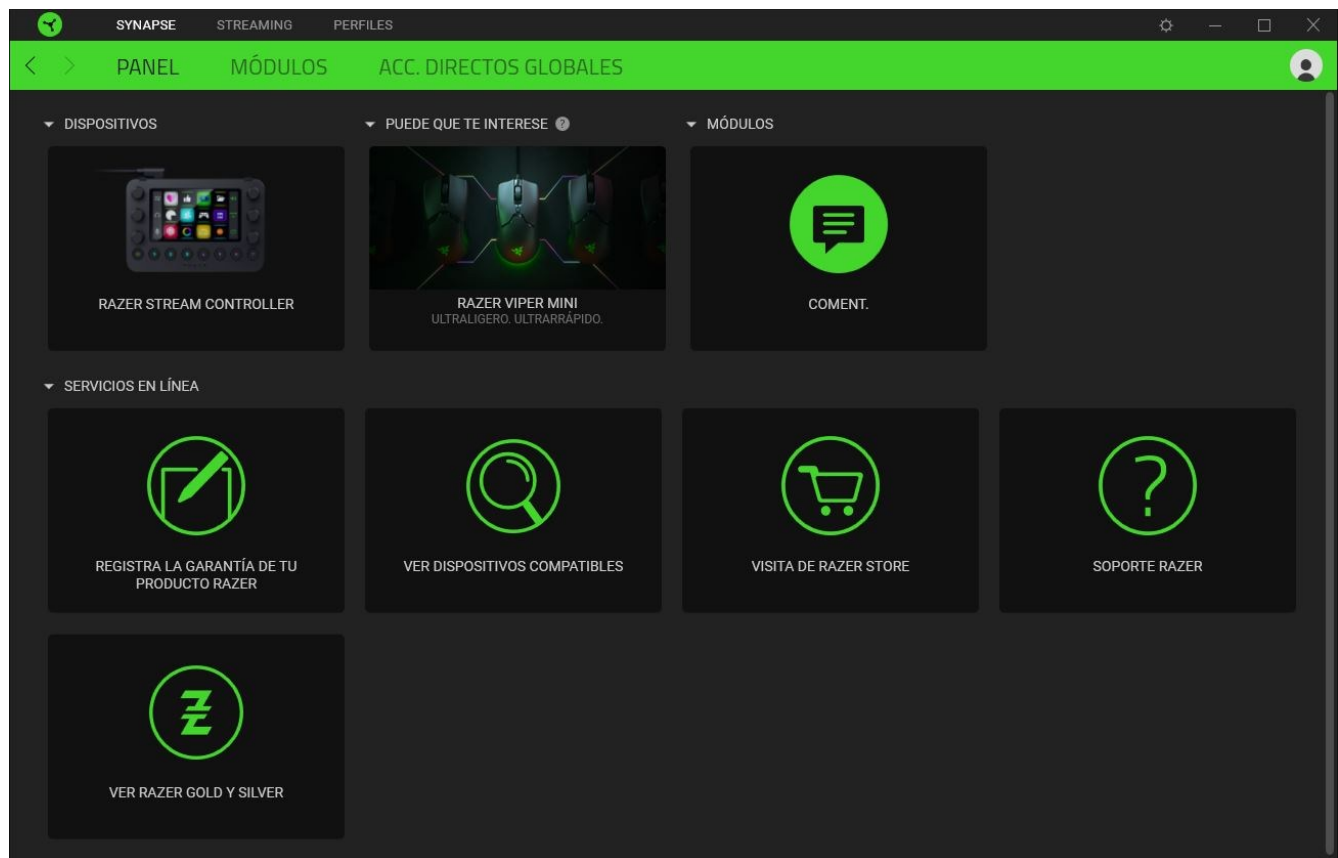 SYNAPSE STREAMING PERFILES
PANEL MÓDULOS ACC. DIRECTOS GLOBALES
DISPOSITIVOS
PUEDE QUE TE INTERESE ?
MÓDULOS
RAZER STREAM CONTROLLER
RAZER VIPER MINI
ULTRALIGERO. ULTRARRÁPIDO.
COMENT.
SERVICIOS EN LÍNEA
REGISTRA LA GARANTÍA DE TU
PRODUCTO RAZER
VER DISPOSITIVOS COMPATIBLES
VISITA DE RAZER STORE
SOPORTE RAZER
VER RAZER GOLD Y SILVER